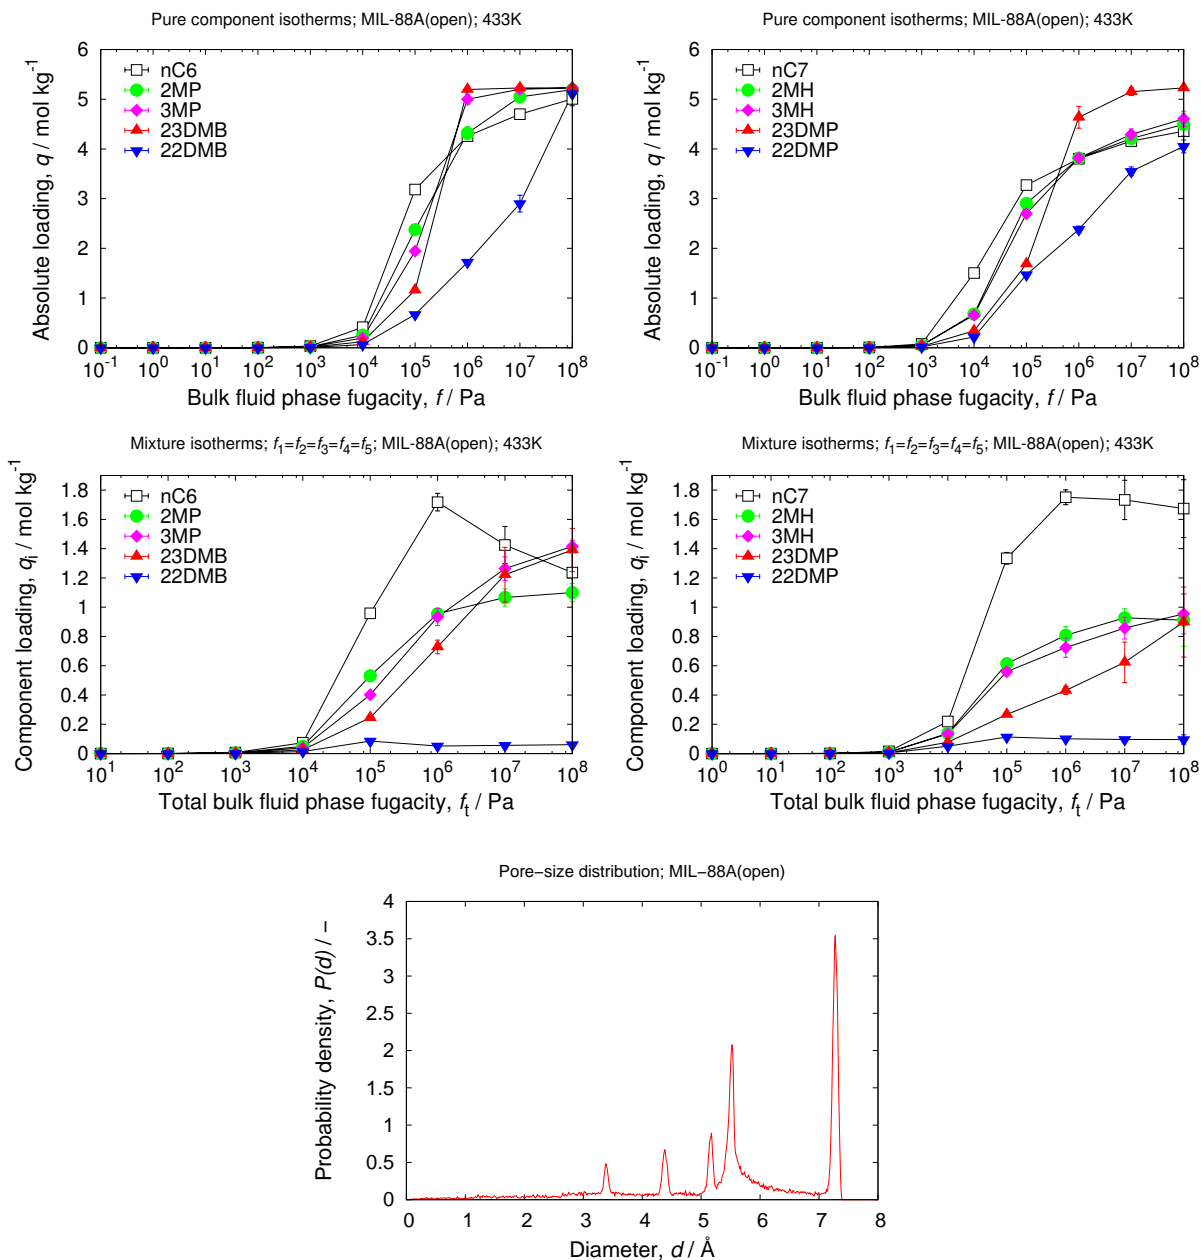 Pure component isotherms; MIL-88A(open); 433K
Absolute loading, q / mol kg⁻¹
6
5
4
3
2
1
0
nC6
2MP
3MP
23DMB
22DMB
10⁻¹ 10⁰ 10¹ 10² 10³ 10⁴ 10⁵ 10⁶ 10⁷ 10⁸
Bulk fluid phase fugacity, f / Pa
Pure component isotherms; MIL-88A(open); 433K
Absolute loading, q / mol kg⁻¹
6
5
4
3
2
1
0
nC7
2MH
3MH
23DMP
22DMP
10⁻¹ 10⁰ 10¹ 10² 10³ 10⁴ 10⁵ 10⁶ 10⁷ 10⁸
Bulk fluid phase fugacity, f / Pa
Mixture isotherms; f₁=f₂=f₃=f₄=f₅; MIL-88A(open); 433K
Component loading, qᵢ / mol kg⁻¹
1.8
1.6
1.4
1.2
1
0.8
0.6
0.4
0.2
0
nC6
2MP
3MP
23DMB
22DMB
10¹ 10² 10³ 10⁴ 10⁵ 10⁶ 10⁷ 10⁸
Total bulk fluid phase fugacity, fₜ / Pa
Mixture isotherms; f₁=f₂=f₃=f₄=f₅; MIL-88A(open); 433K
Component loading, qᵢ / mol kg⁻¹
1.8
1.6
1.4
1.2
1
0.8
0.6
0.4
0.2
0
nC7
2MH
3MH
23DMP
22DMP
10⁰ 10¹ 10² 10³ 10⁴ 10⁵ 10⁶ 10⁷ 10⁸
Total bulk fluid phase fugacity, fₜ / Pa
Pore−size distribution; MIL−88A(open)
Probability density, P(d) / −
4
3.5
3
2.5
2
1.5
1
0.5
0
0 1 2 3 4 5 6 7 8
Diameter, d / Å